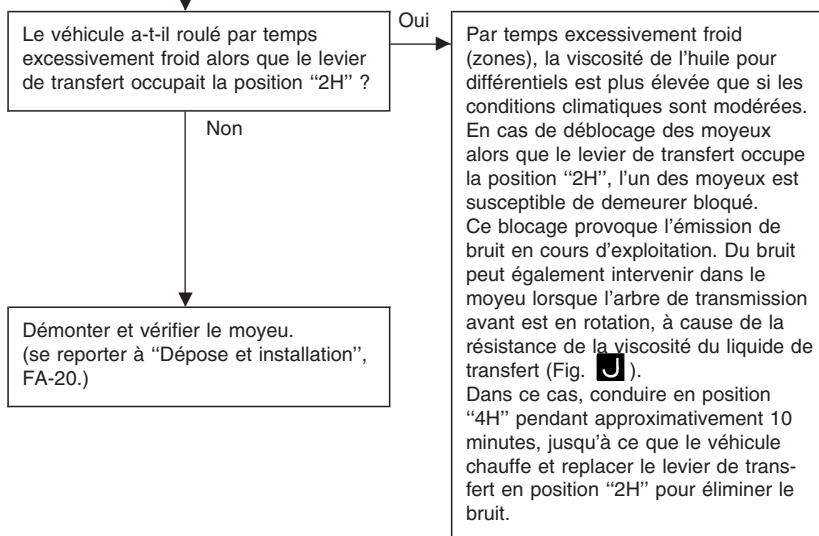 Le véhicule a-t-il roulé par temps
excessivement froid alors que le levier
de transfert occupait la position “2H” ?
Oui
Non
Démonter et vérifier le moyeu.
(se reporter à “Dépose et installation”,
FA-20.)
Par temps excessivement froid
(zones), la viscosité de l’huile pour
différentiels est plus élevée que si les
conditions climatiques sont modérées.
En cas de déblocage des moyeux
alors que le levier de transfert occupe
la position “2H”, l’un des moyeux est
susceptible de demeurer bloqué.
Ce blocage provoque l’émission de
bruit en cours d’exploitation. Du bruit
peut également intervenir dans le
moyeu lorsque l’arbre de transmission
avant est en rotation, à cause de la
résistance de la viscosité du liquide de
transfert (Fig. J ).
Dans ce cas, conduire en position
“4H” pendant approximativement 10
minutes, jusqu’à ce que le véhicule
chauffe et replacer le levier de trans-
fert en position “2H” pour éliminer le
bruit.